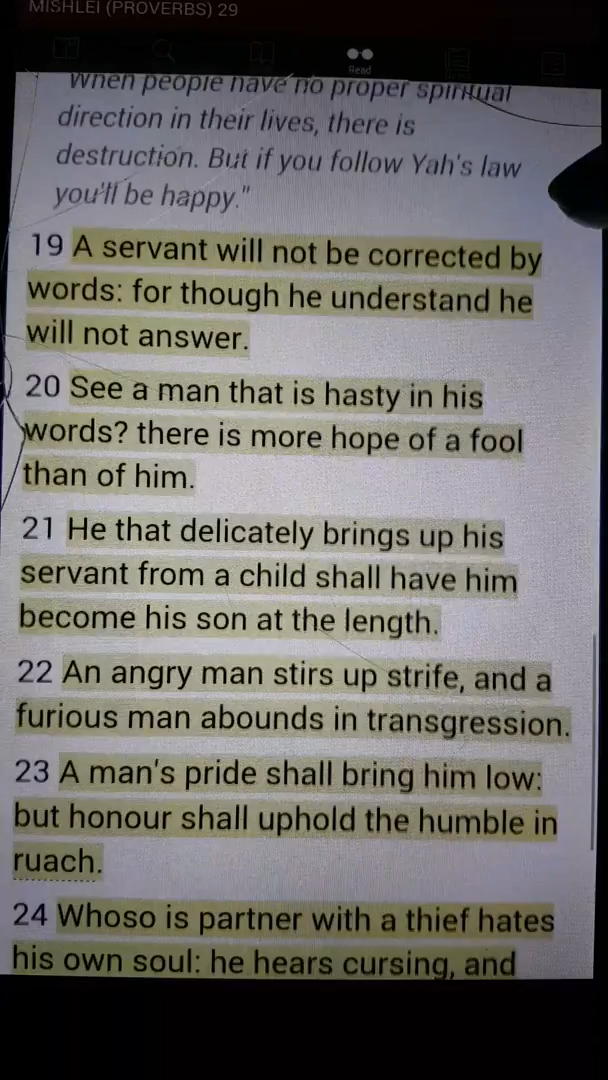 MISHLEI (PROVERBS) 29
Read
"When people have no proper spiritual
direction in their lives, there is
destruction. But if you follow Yah's law
you'll be happy."
19 A servant will not be corrected by
words: for though he understand he
will not answer.
20 See a man that is hasty in his
words? there is more hope of a fool
than of him.
21 He that delicately brings up his
servant from a child shall have him
become his son at the length.
22 An angry man stirs up strife, and a
furious man abounds in transgression.
23 A man's pride shall bring him low:
but honour shall uphold the humble in
ruach.
24 Whoso is partner with a thief hates
his own soul: he hears cursing, and